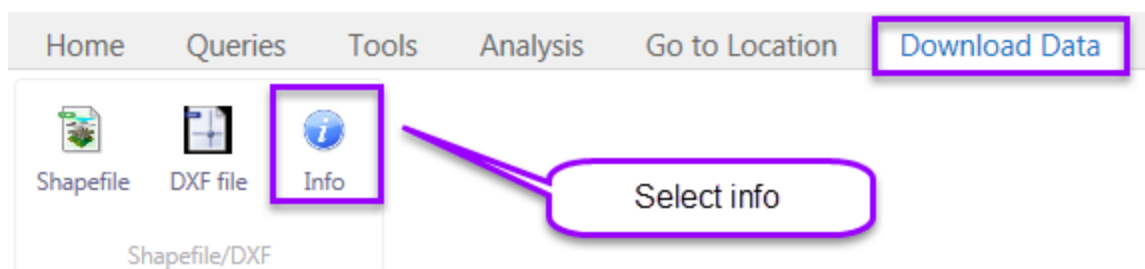 Home Queries Tools Analysis Go to Location Download Data
Shapefile DXF file Info
Select info
Shapefile/DXF